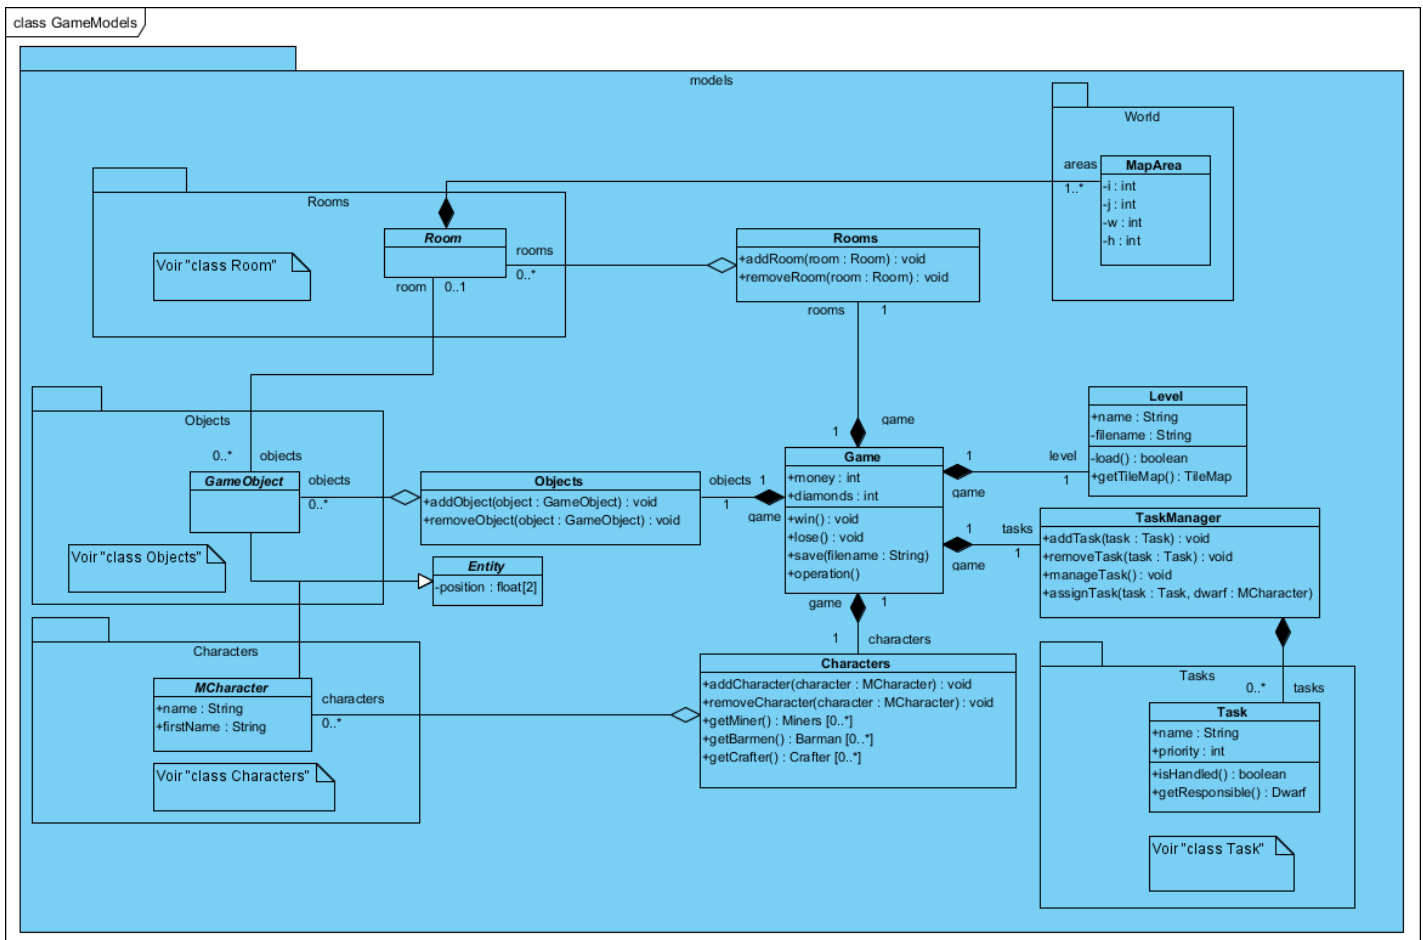 class GameModels
models
World
areas
1..*
MapArea
-i : int
-j : int
-w : int
-h : int
Rooms
Voir "class Room"
Room
rooms
0..*
room
0..1
Rooms
+addRoom(room : Room) : void
+removeRoom(room : Room) : void
rooms
1
Objects
0..*
objects
GameObject
objects
0..*
Voir "class Objects"
Objects
+addObject(object : GameObject) : void
+removeObject(object : GameObject) : void
objects
1
1
game
Entity
-position : float[2]
1
game
Game
+money : int
+diamonds : int
+win() : void
+lose() : void
+save(filename : String)
+operation()
1
game
level
1
Level
+name : String
-filename : String
-load() : boolean
+getTileMap() : TileMap
1
game
tasks
1
TaskManager
+addTask(task : Task) : void
+removeTask(task : Task) : void
+manageTask() : void
+assignTask(task : Task, dwarf : MCharacter)
game
1
1
characters
Characters
MCharacter
+name : String
+firstName : String
characters
0..*
Voir "class Characters"
Characters
+addCharacter(character : MCharacter) : void
+removeCharacter(character : MCharacter) : void
+getMiner() : Miners [0..*]
+getBarmen() : Barman [0..*]
+getCrafter() : Crafter [0..*]
Tasks
0..*
tasks
Task
+name : String
+priority : int
+isHandled() : boolean
+getResponsible() : Dwarf
Voir "class Task"